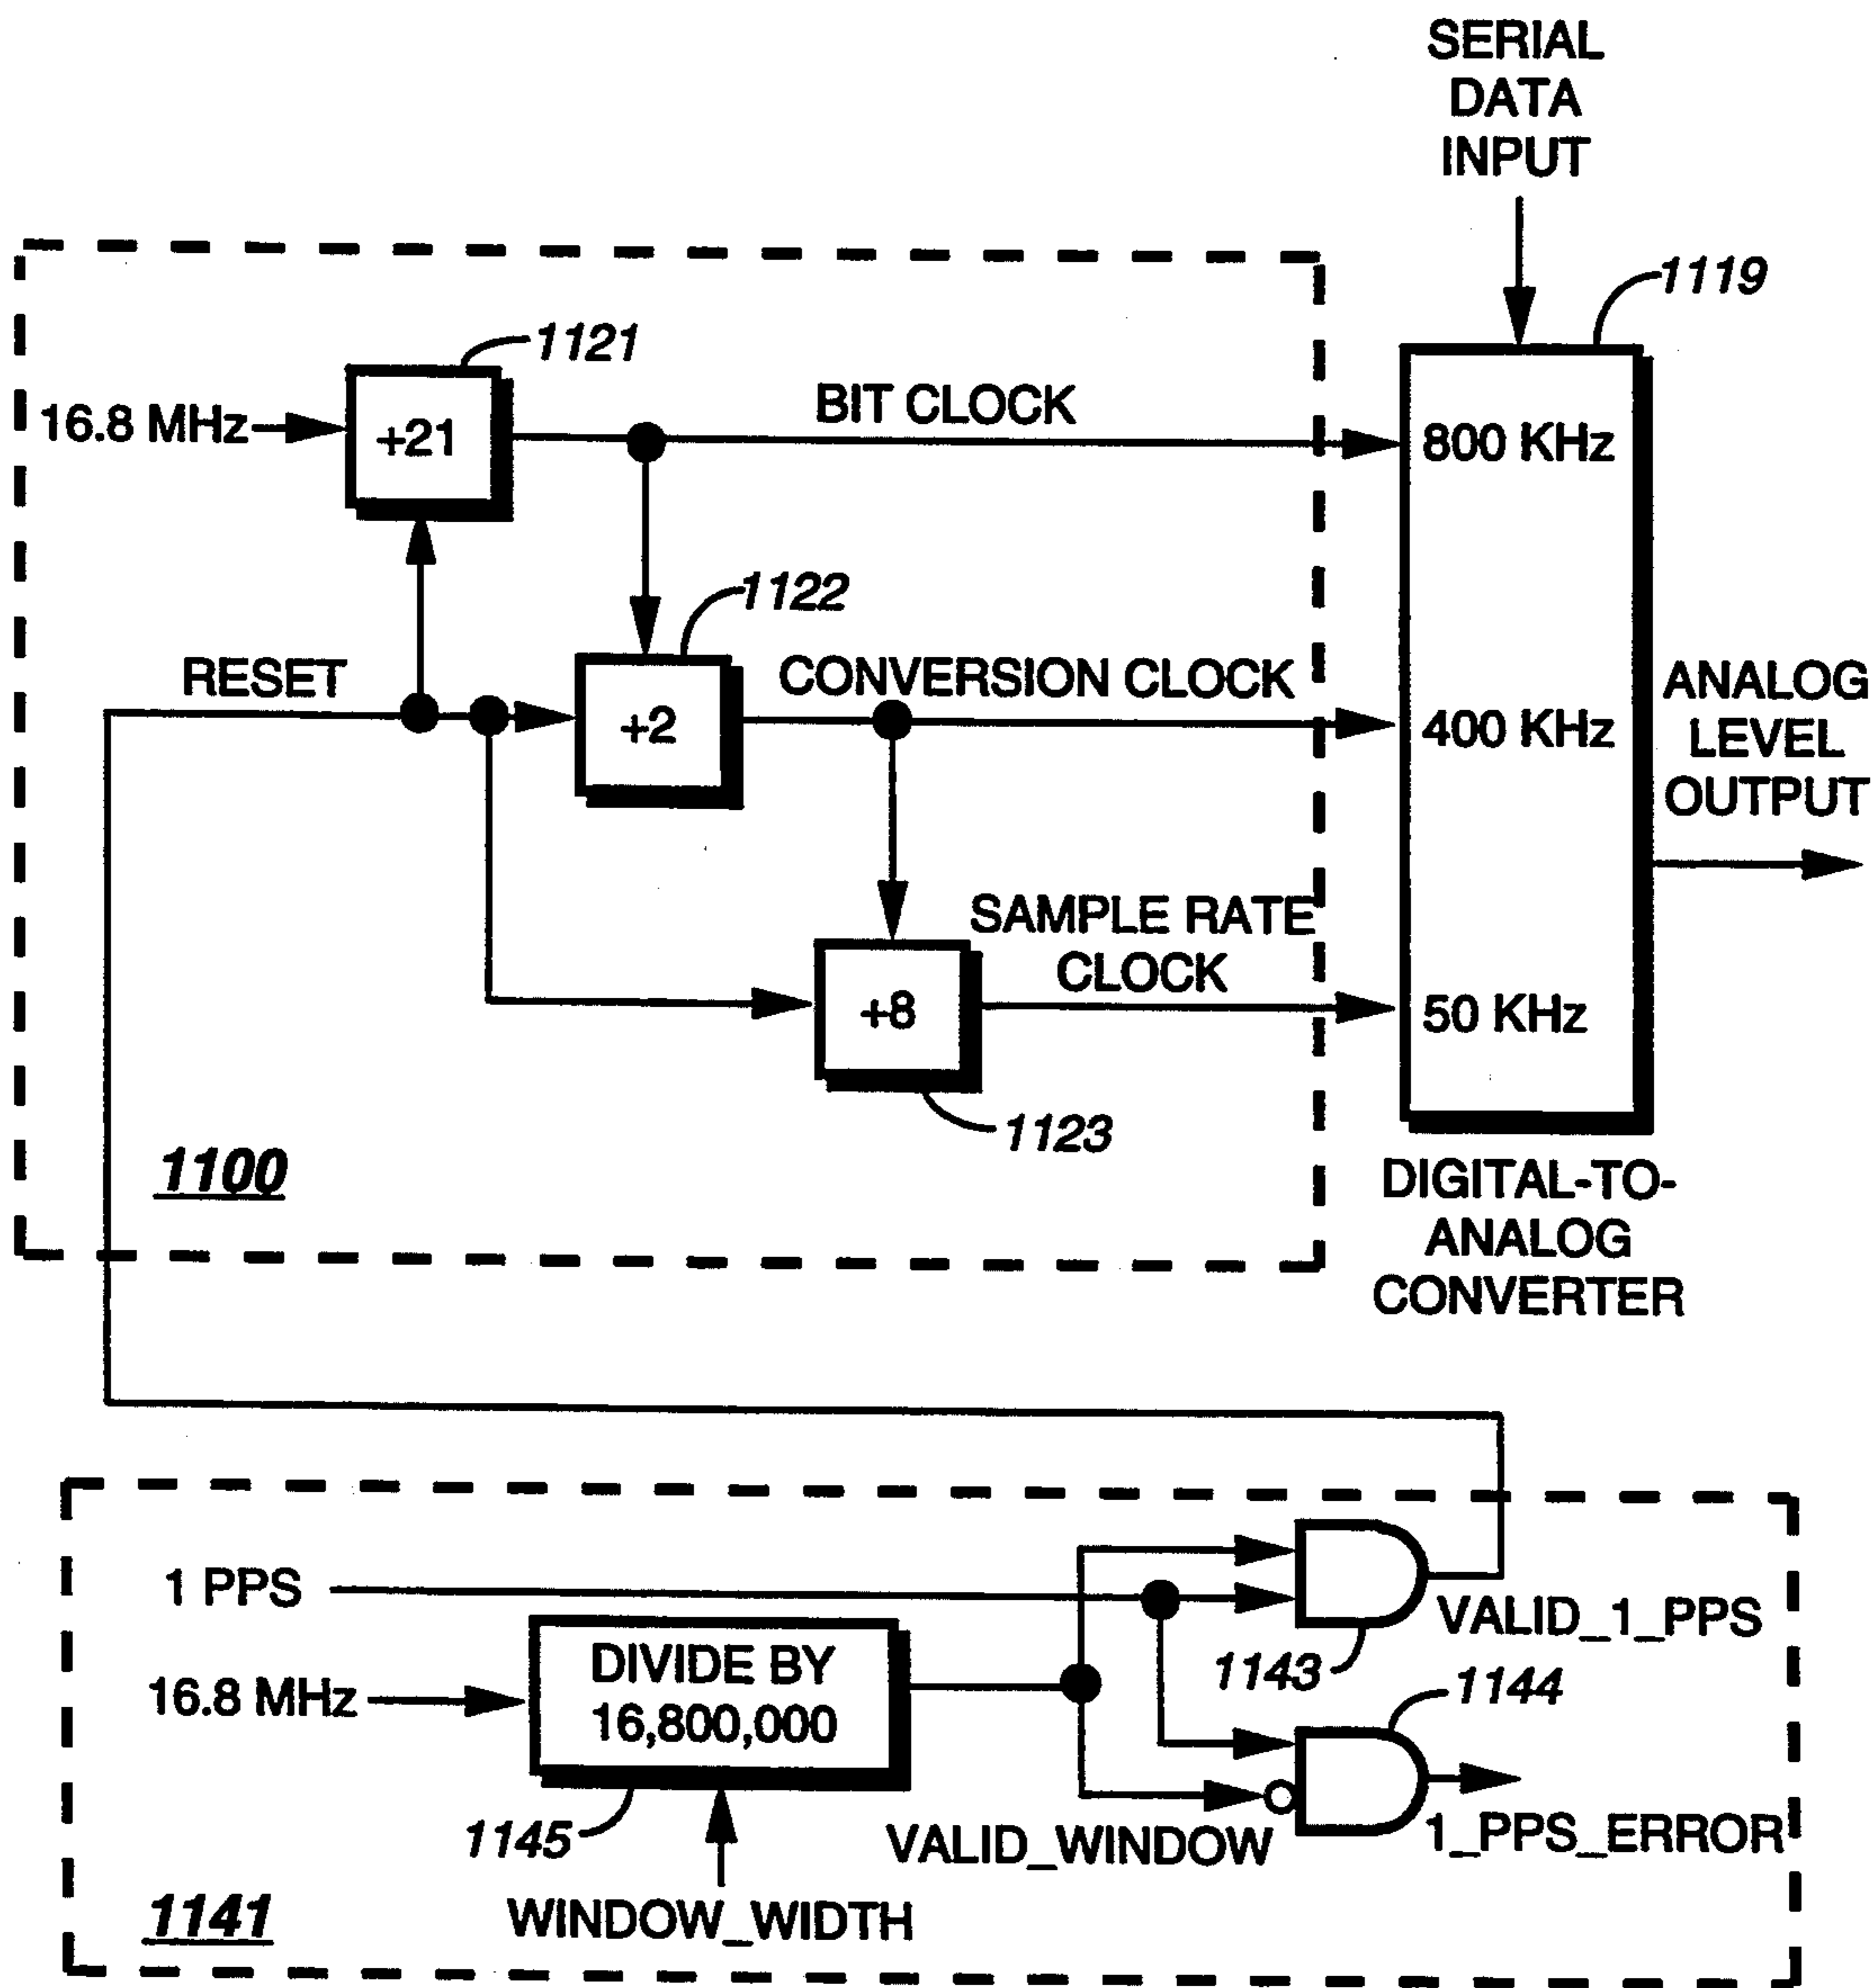 SERIAL
DATA
INPUT
1119
1121
16.8 MHz
+21
BIT CLOCK
800 KHz
1122
RESET
+2
CONVERSION CLOCK
400 KHz
ANALOG
LEVEL
OUTPUT
SAMPLE RATE
CLOCK
+8
50 KHz
1123
1100
DIGITAL-TO-
ANALOG
CONVERTER
1 PPS
VALID_1_PPS
1143
DIVIDE BY
16,800,000
16.8 MHz
1144
1145
VALID_WINDOW
1_PPS_ERROR
WINDOW_WIDTH
1141